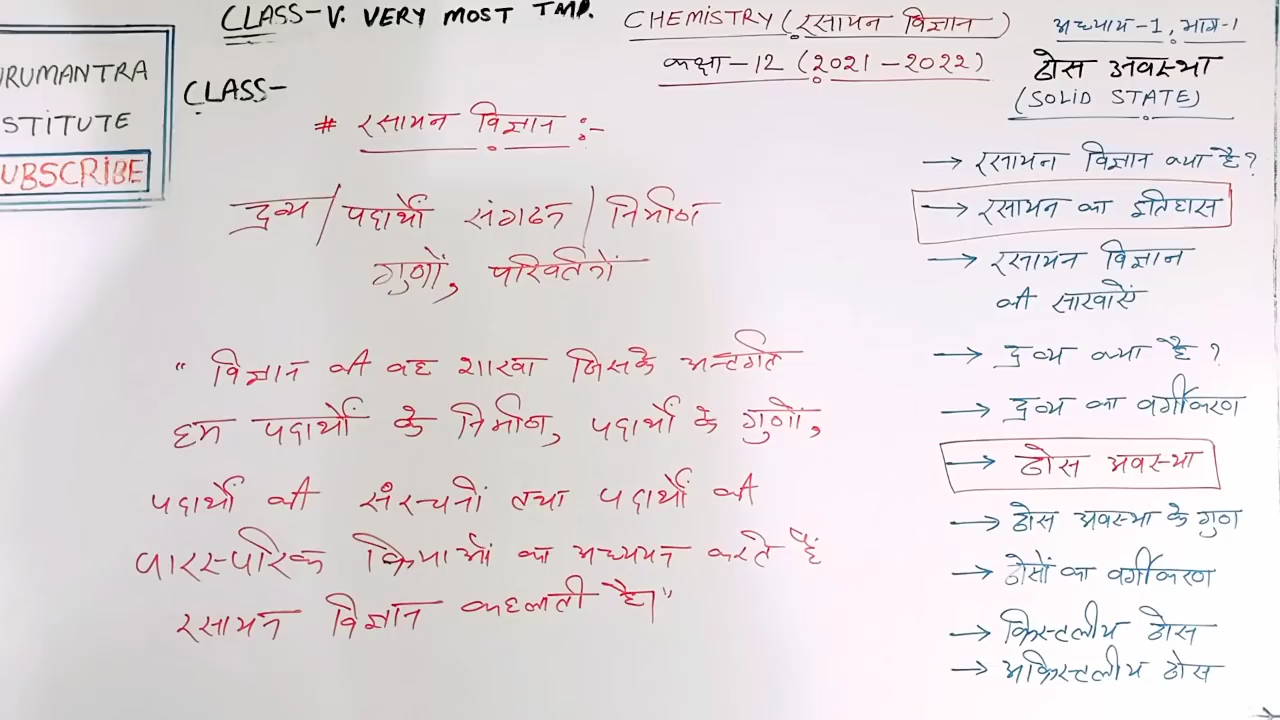 CLASS-V. VERY MOST IMP.
CHEMISTRY (रसायन विज्ञान)
कक्षा - 12 (2021 - 2022)
अध्याय-1, भाग-1
ठोस अवस्था
(SOLID STATE)
URUMANTRA
STITUTE
UBSCRIBE
CLASS-
# रसायन विज्ञान :-
द्रव्य / पदार्थों संगठन / निर्माण
गुणों, परिवर्तनों
"विज्ञान की वह शाखा जिसके अन्तर्गत
हम पदार्थों के निर्माण, पदार्थों के गुणों,
पदार्थों की संरचनों तथा पदार्थों की
पारस्परिक क्रियाओं का अध्ययन करते हैं
रसायन विज्ञान कहलाती है।"
→ रसायन विज्ञान क्या है?
→ रसायन का इतिहास
→ रसायन विज्ञान
की साखाएं
→ द्रव्य क्या है ?
→ द्रव्य का वर्गीकरण
→ ठोस अवस्था
→ ठोस अवस्था के गुण
→ ठोसों का वर्गीकरण
→ क्रिस्टलीय ठोस
→ अक्रिस्टलीय ठोस